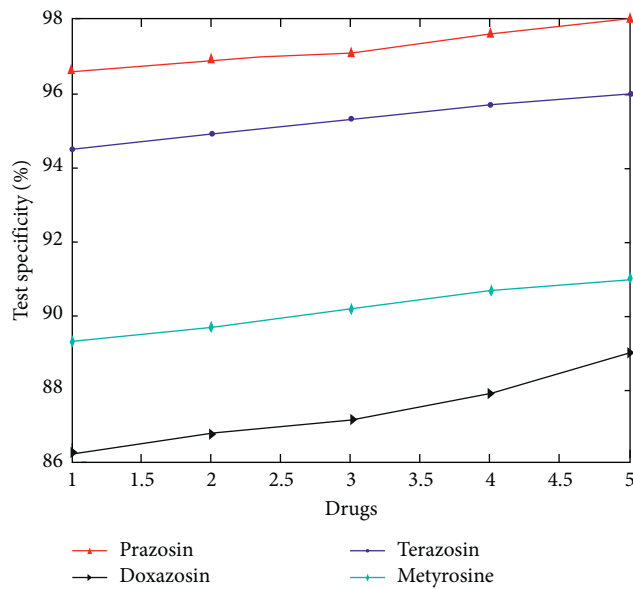 98
96
94
92
90
88
86
Test specificity (%)
1 1.5 2 2.5 3 3.5 4 4.5 5
Drugs
Prazosin Terazosin
Doxazosin Metyrosine